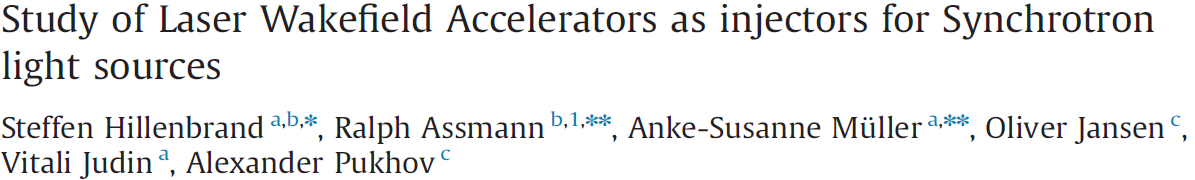 Study of Laser Wakefield Accelerators as injectors for Synchrotron
light sources
Steffen Hillenbrand a,b,*, Ralph Assmann b,1,**, Anke-Susanne Müller a,**, Oliver Jansen c,
Vitali Judin a, Alexander Pukhov c